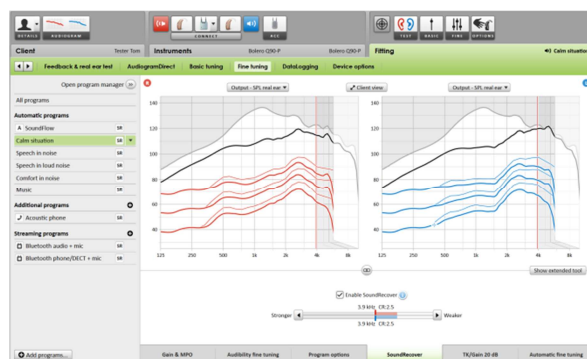 DETAILS AUDIOGRAM CONNECT ACC TEST BASIC FINE OPTIONS
Client Tester Tom Instruments Bolero Q90-P Bolero Q90-P Fitting Calm situation
Feedback & real ear test AudiogramDirect Basic tuning Fine tuning DataLogging Device options
Open program manager
All programs
Automatic programs
A SoundFlow SR
Calm situation SR
Speech in noise SR
Speech in loud noise SR
Comfort in noise SR
Music SR
Additional programs
Acoustic phone SR
Streaming programs
Bluetooth audio + mic SR
Bluetooth phone/DECT + mic SR
Add programs...
R Output - SPL real ear Client view Output - SPL real ear
140 140
120 120
100 100
80 80
60 60
40 40
125 250 500 1k 2k 4k 8k 125 250 500 1k 2k 4k 8k
Show extended tool
Enable SoundRecover
3.9 kHz CR:2.5
Stronger Weaker
3.9 kHz CR:2.5
Gain & MPO Audibility fine tuning Program options SoundRecover TK/Gain 20 dB Automatic fine tuning